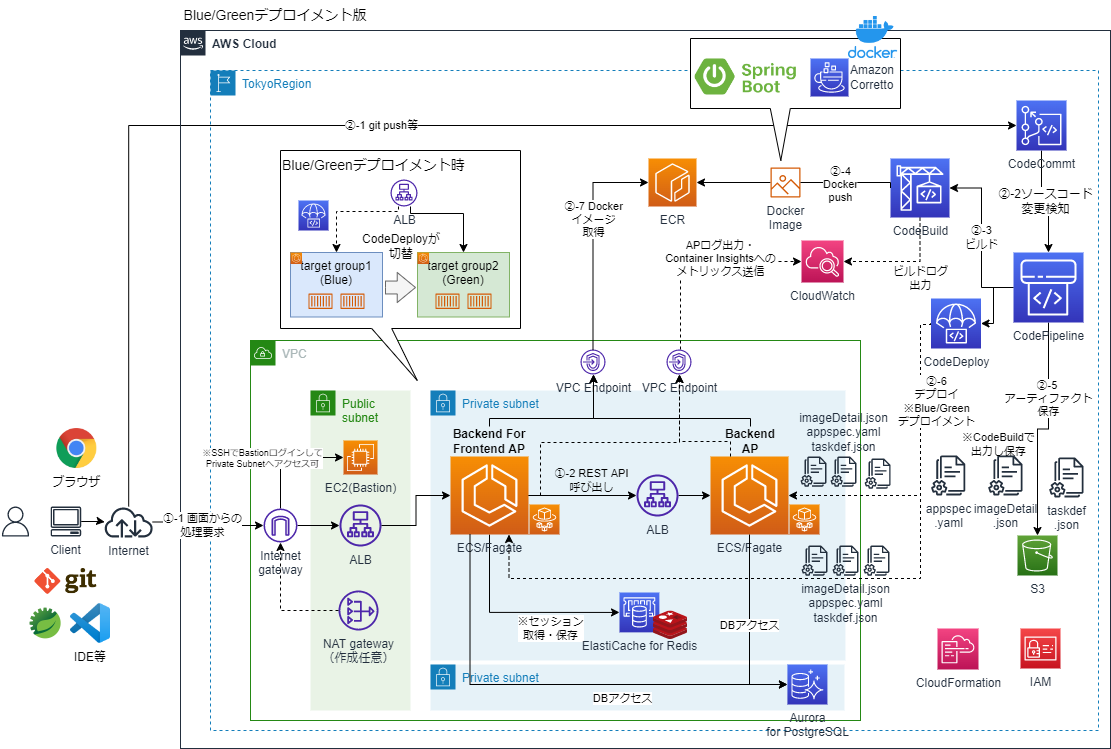 Blue/Greenデプロイメント版
aws
AWS Cloud
TokyoRegion
docker
Spring
Boot
Amazon
Corretto
②-1 git push等
CodeCommt
②-2ソースコード
変更検知
Blue/Greenデプロイメント時
ALB
CodeDeployが
切替
target group1
(Blue)
target group2
(Green)
②-7 Docker
イメージ
取得
ECR
Docker
Image
②-4
Docker
push
CodeBuild
②-3
ビルド
APログ出力・
Container Insightsへの
メトリックス送信
CloudWatch
ビルドログ
出力
CodePipeline
CodeDeploy
②-6
デプロイ
※Blue/Green
デプロイメント
②-5
アーティファクト
保存
※CodeBuildで
出力し保存
VPC
VPC Endpoint
VPC Endpoint
Public
subnet
Private subnet
Backend For
Frontend AP
Backend
AP
imageDetail.json
appspec.yaml
taskdef.json
※SSHでBastionログインして
Private Subnetへアクセス可
EC2(Bastion)
①-2 REST API
呼び出し
ブラウザ
Client
Internet
①-1 画面からの
処理要求
Internet
gateway
ALB
ECS/Fagate
ALB
ECS/Fagate
appspec
.yaml
imageDetail
.json
taskdef
.json
S3
git
IDE等
NAT gateway
（作成任意）
※セッション
取得・保存
ElastiCache for Redis
DBアクセス
imageDetail.json
appspec.yaml
taskdef.json
Private subnet
DBアクセス
Aurora
for PostgreSQL
CloudFormation
IAM